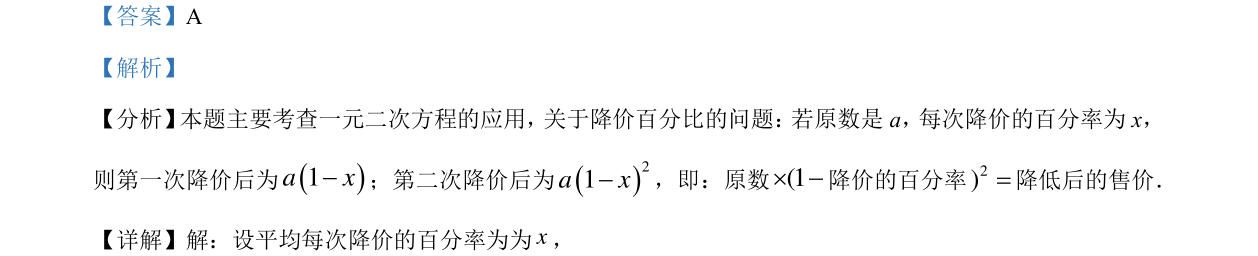 【答案】A
【解析】
【分析】本题主要考查一元二次方程的应用，关于降价百分比的问题：若原数是 a，每次降价的百分率为 x，
则第一次降价后为 a(1－x)；第二次降价后为 a(1－x)²，即：原数×(1－降价的百分率)²＝降低后的售价．
【详解】解：设平均每次降价的百分率为为 x，